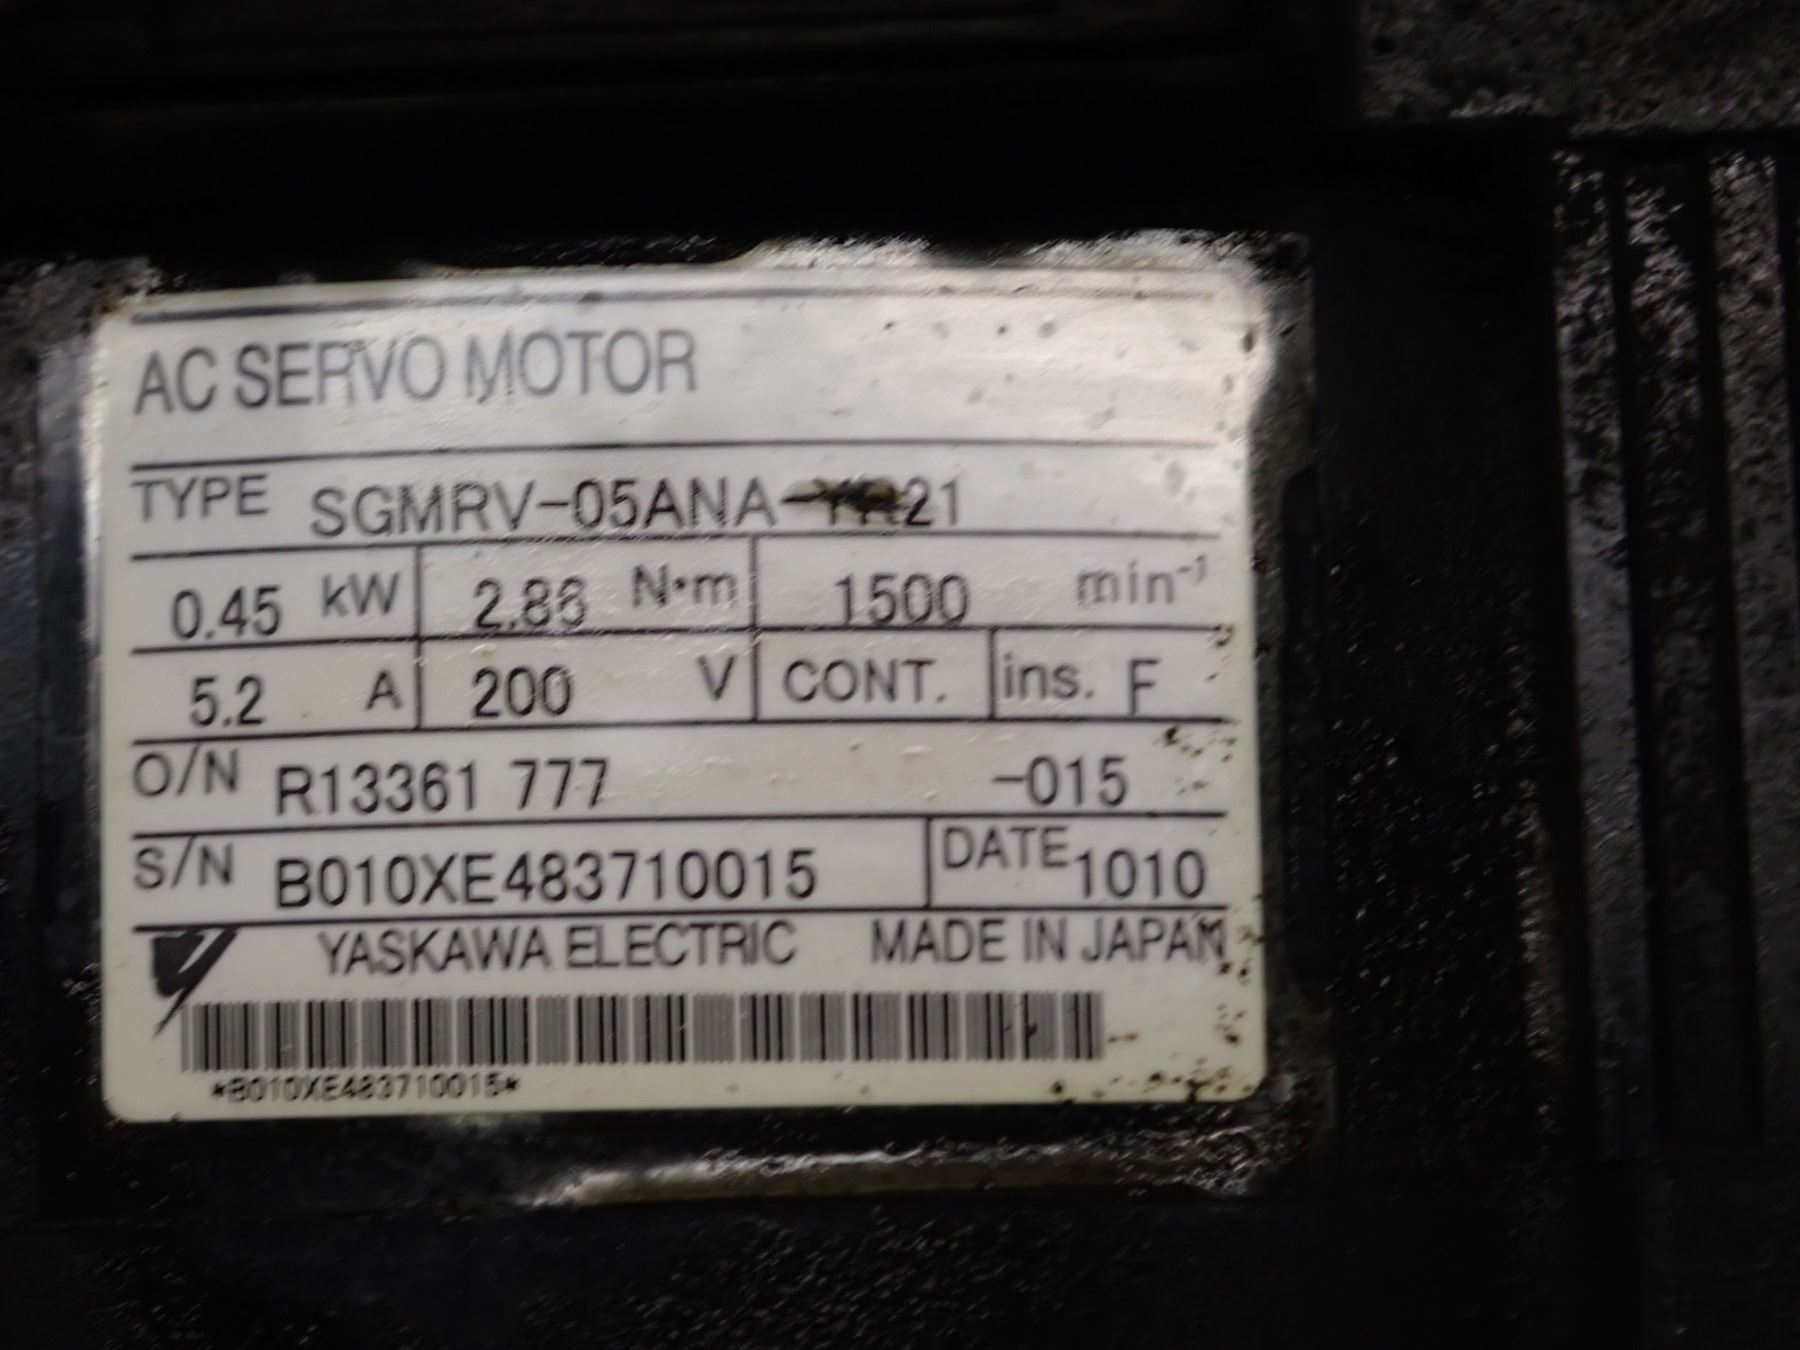 AC SERVO MOTOR
TYPE SGMRV-05ANA-YR21
0.45 kW 2.86 N·m 1500 min⁻¹
5.2 A 200 V CONT. ins. F
O/N R13361 777 -015
S/N B010XE483710015 DATE 1010
YASKAWA ELECTRIC MADE IN JAPAN
*B010XE483710015*